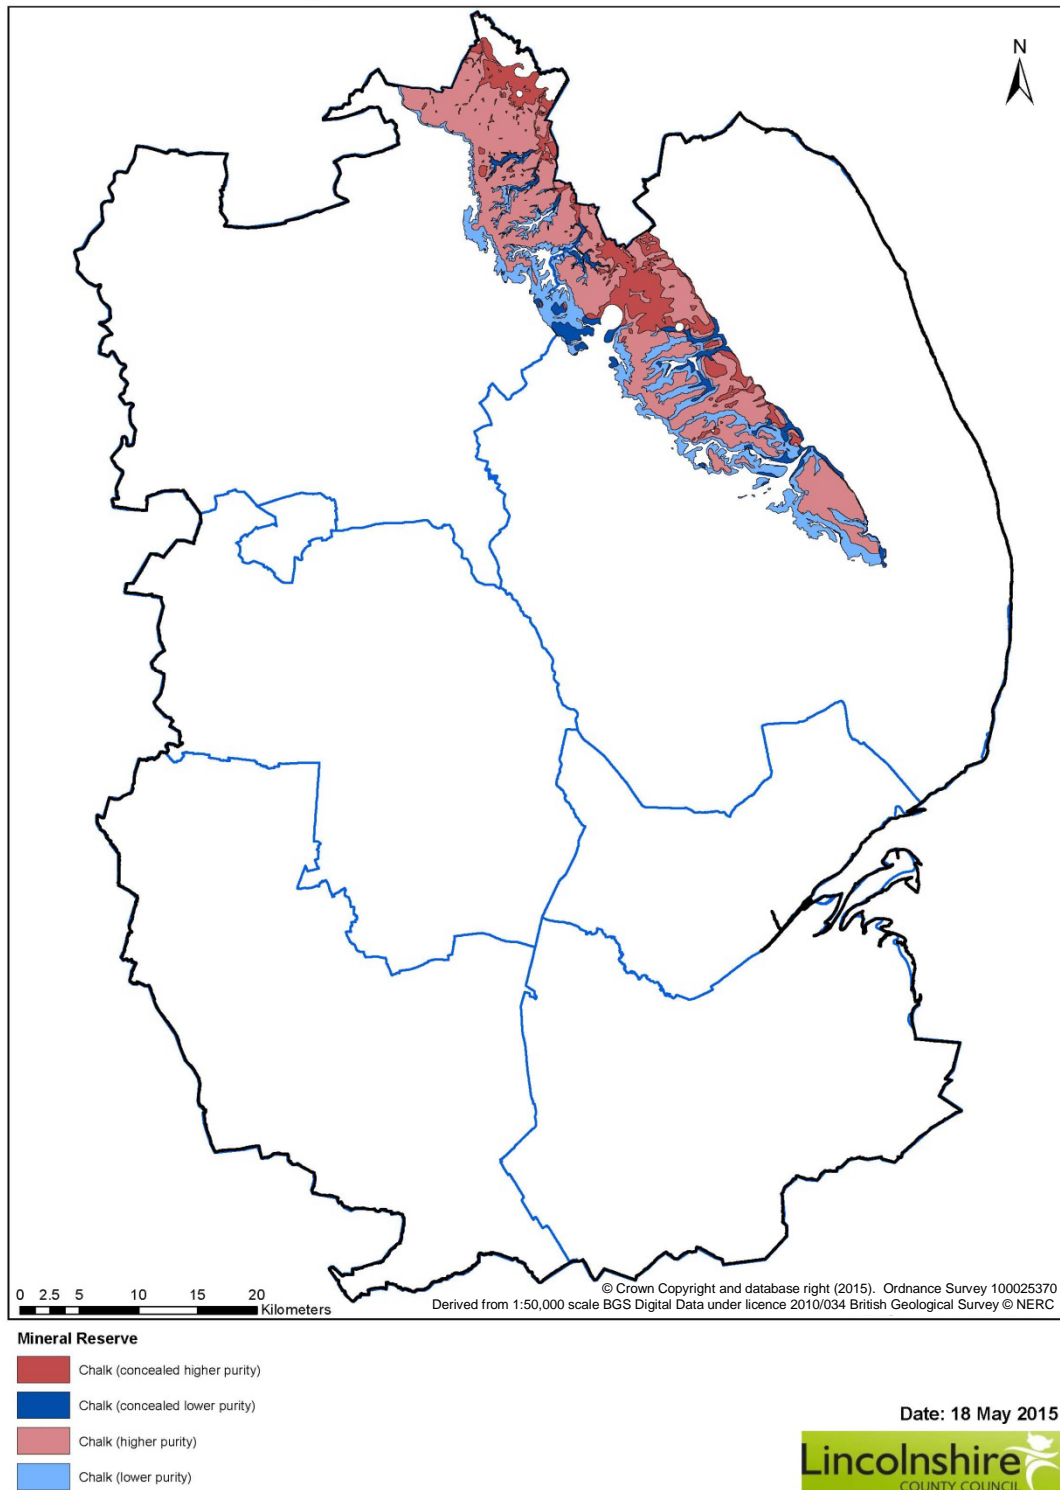 N
0 2.5 5 10 15 20
Kilometers
© Crown Copyright and database right (2015). Ordnance Survey 100025370
Derived from 1:50,000 scale BGS Digital Data under licence 2010/034 British Geological Survey © NERC
Mineral Reserve
Chalk (concealed higher purity)
Chalk (concealed lower purity)
Chalk (higher purity)
Chalk (lower purity)
Date: 18 May 2015
Lincolnshire
COUNTY COUNCIL